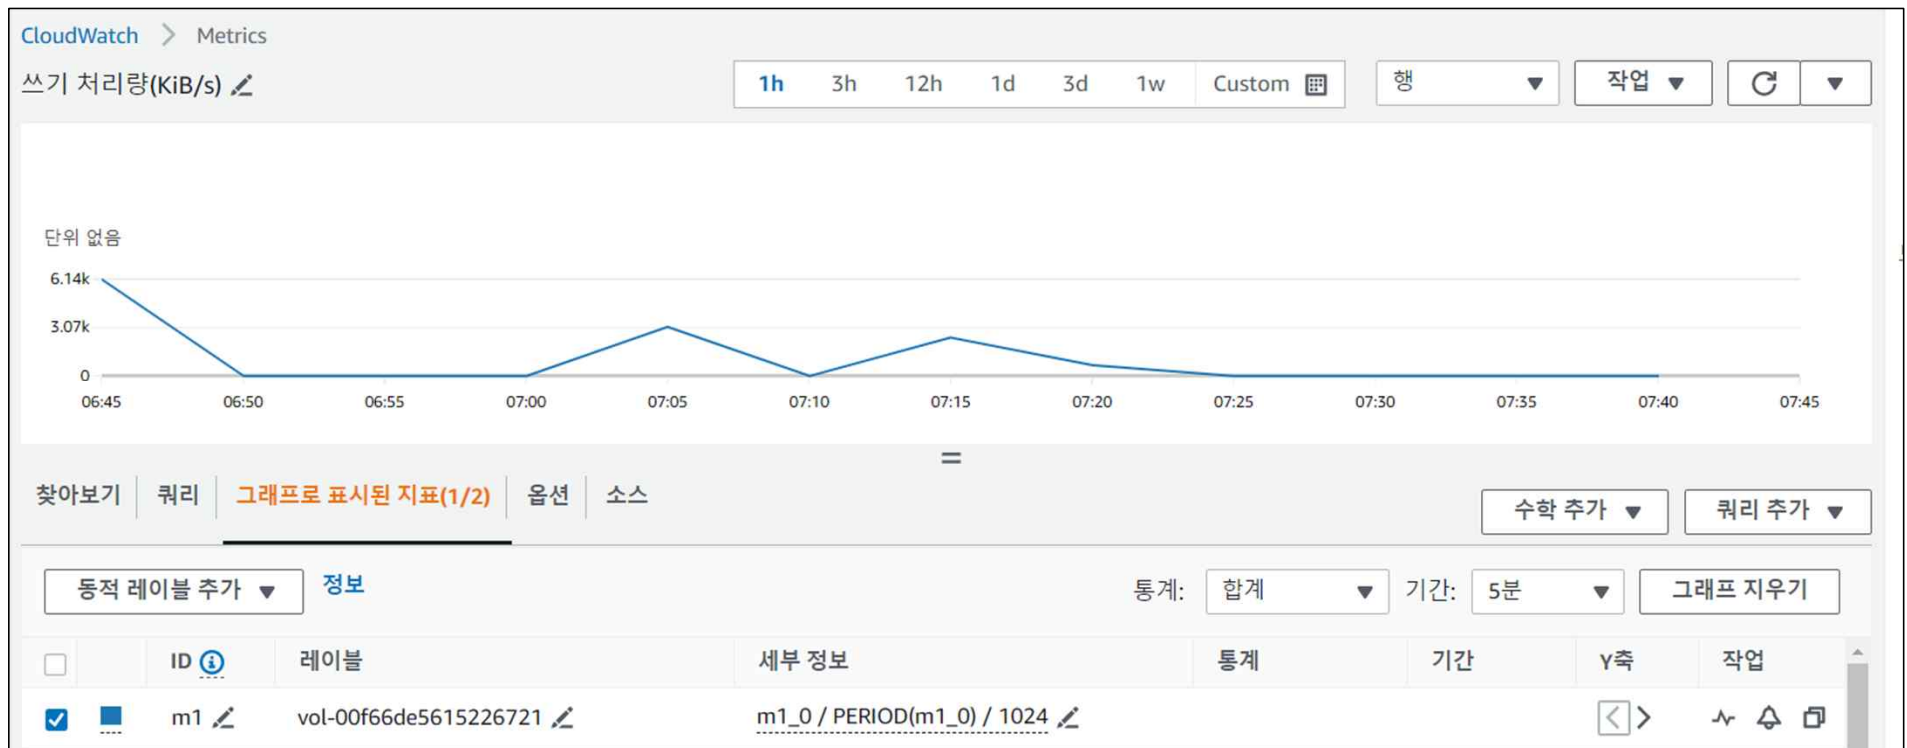 CloudWatch > Metrics
쓰기 처리량(KiB/s)
1h 3h 12h 1d 3d 1w Custom 행 작업
단위 없음
6.14k
3.07k
0
06:45 06:50 06:55 07:00 07:05 07:10 07:15 07:20 07:25 07:30 07:35 07:40 07:45
찾아보기 쿼리 그래프로 표시된 지표(1/2) 옵션 소스 수학 추가 쿼리 추가
동적 레이블 추가 정보 통계: 합계 기간: 5분 그래프 지우기
ID 레이블 세부 정보 통계 기간 Y축 작업
m1 vol-00f66de5615226721 m1_0 / PERIOD(m1_0) / 1024